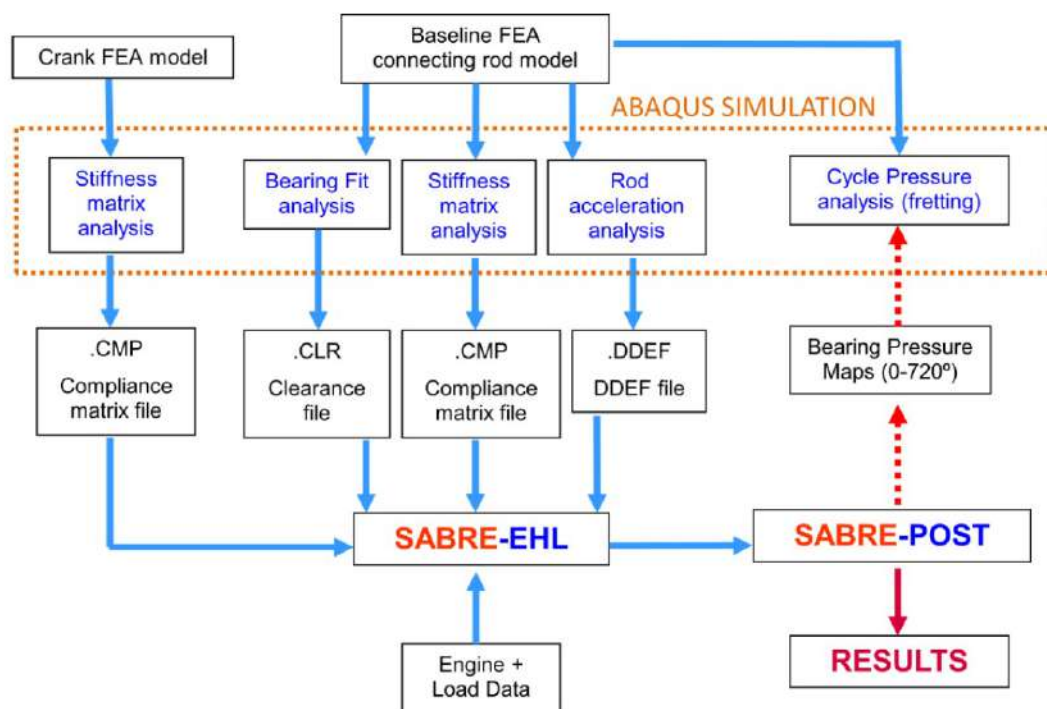 Crank FEA model
Baseline FEA
connecting rod model
ABAQUS SIMULATION
Stiffness
matrix
analysis
Bearing Fit
analysis
Stiffness
matrix
analysis
Rod
acceleration
analysis
Cycle Pressure
analysis (fretting)
.CMP
Compliance
matrix file
.CLR
Clearance
file
.CMP
Compliance
matrix file
.DDEF
DDEF file
Bearing Pressure
Maps (0-720º)
SABRE-EHL
SABRE-POST
Engine +
Load Data
RESULTS